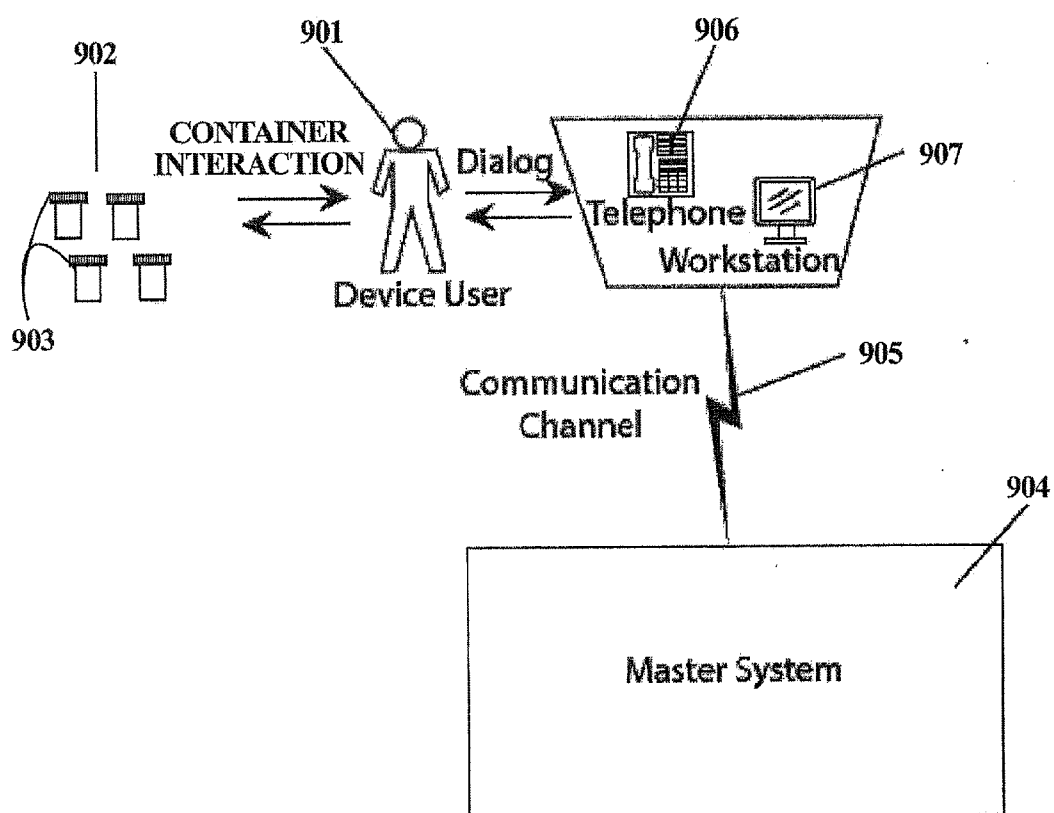 902
901
906
907
CONTAINER
INTERACTION
Dialog
Telephone
Workstation
Device User
903
905
Communication
Channel
904
Master System